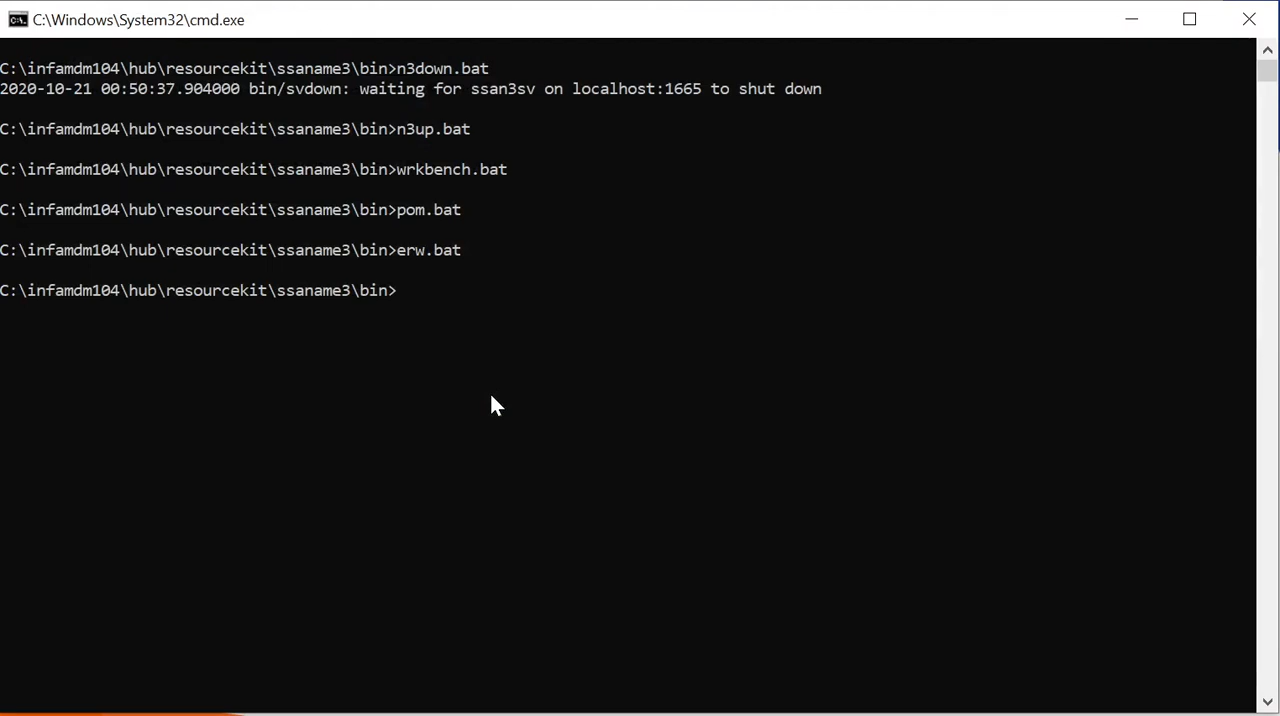 C:\Windows\System32\cmd.exe
C:\infamdm104\hub\resourcekit\ssaname3\bin>n3down.bat
2020-10-21 00:50:37.904000 bin/svdown: waiting for ssan3sv on localhost:1665 to shut down
C:\infamdm104\hub\resourcekit\ssaname3\bin>n3up.bat
C:\infamdm104\hub\resourcekit\ssaname3\bin>wrkbench.bat
C:\infamdm104\hub\resourcekit\ssaname3\bin>pom.bat
C:\infamdm104\hub\resourcekit\ssaname3\bin>erw.bat
C:\infamdm104\hub\resourcekit\ssaname3\bin>